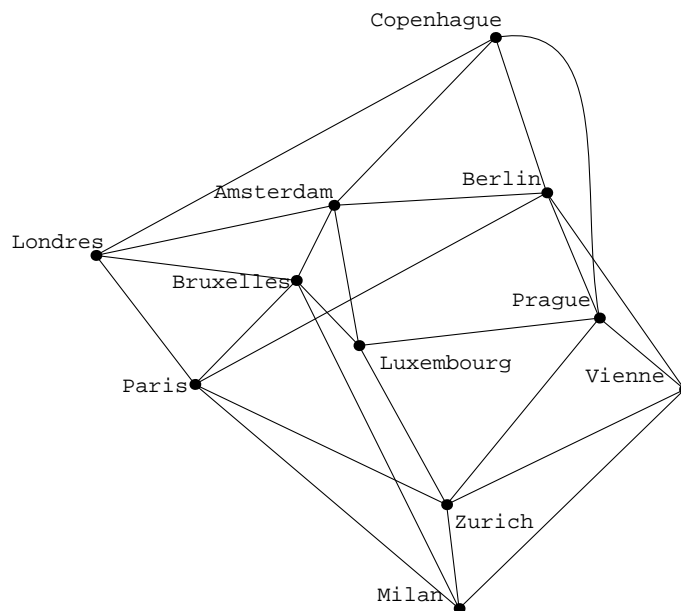 Copenhague
Amsterdam
Berlin
Londres
Bruxelles
Prague
Luxembourg
Vienne
Paris
Zurich
Milan